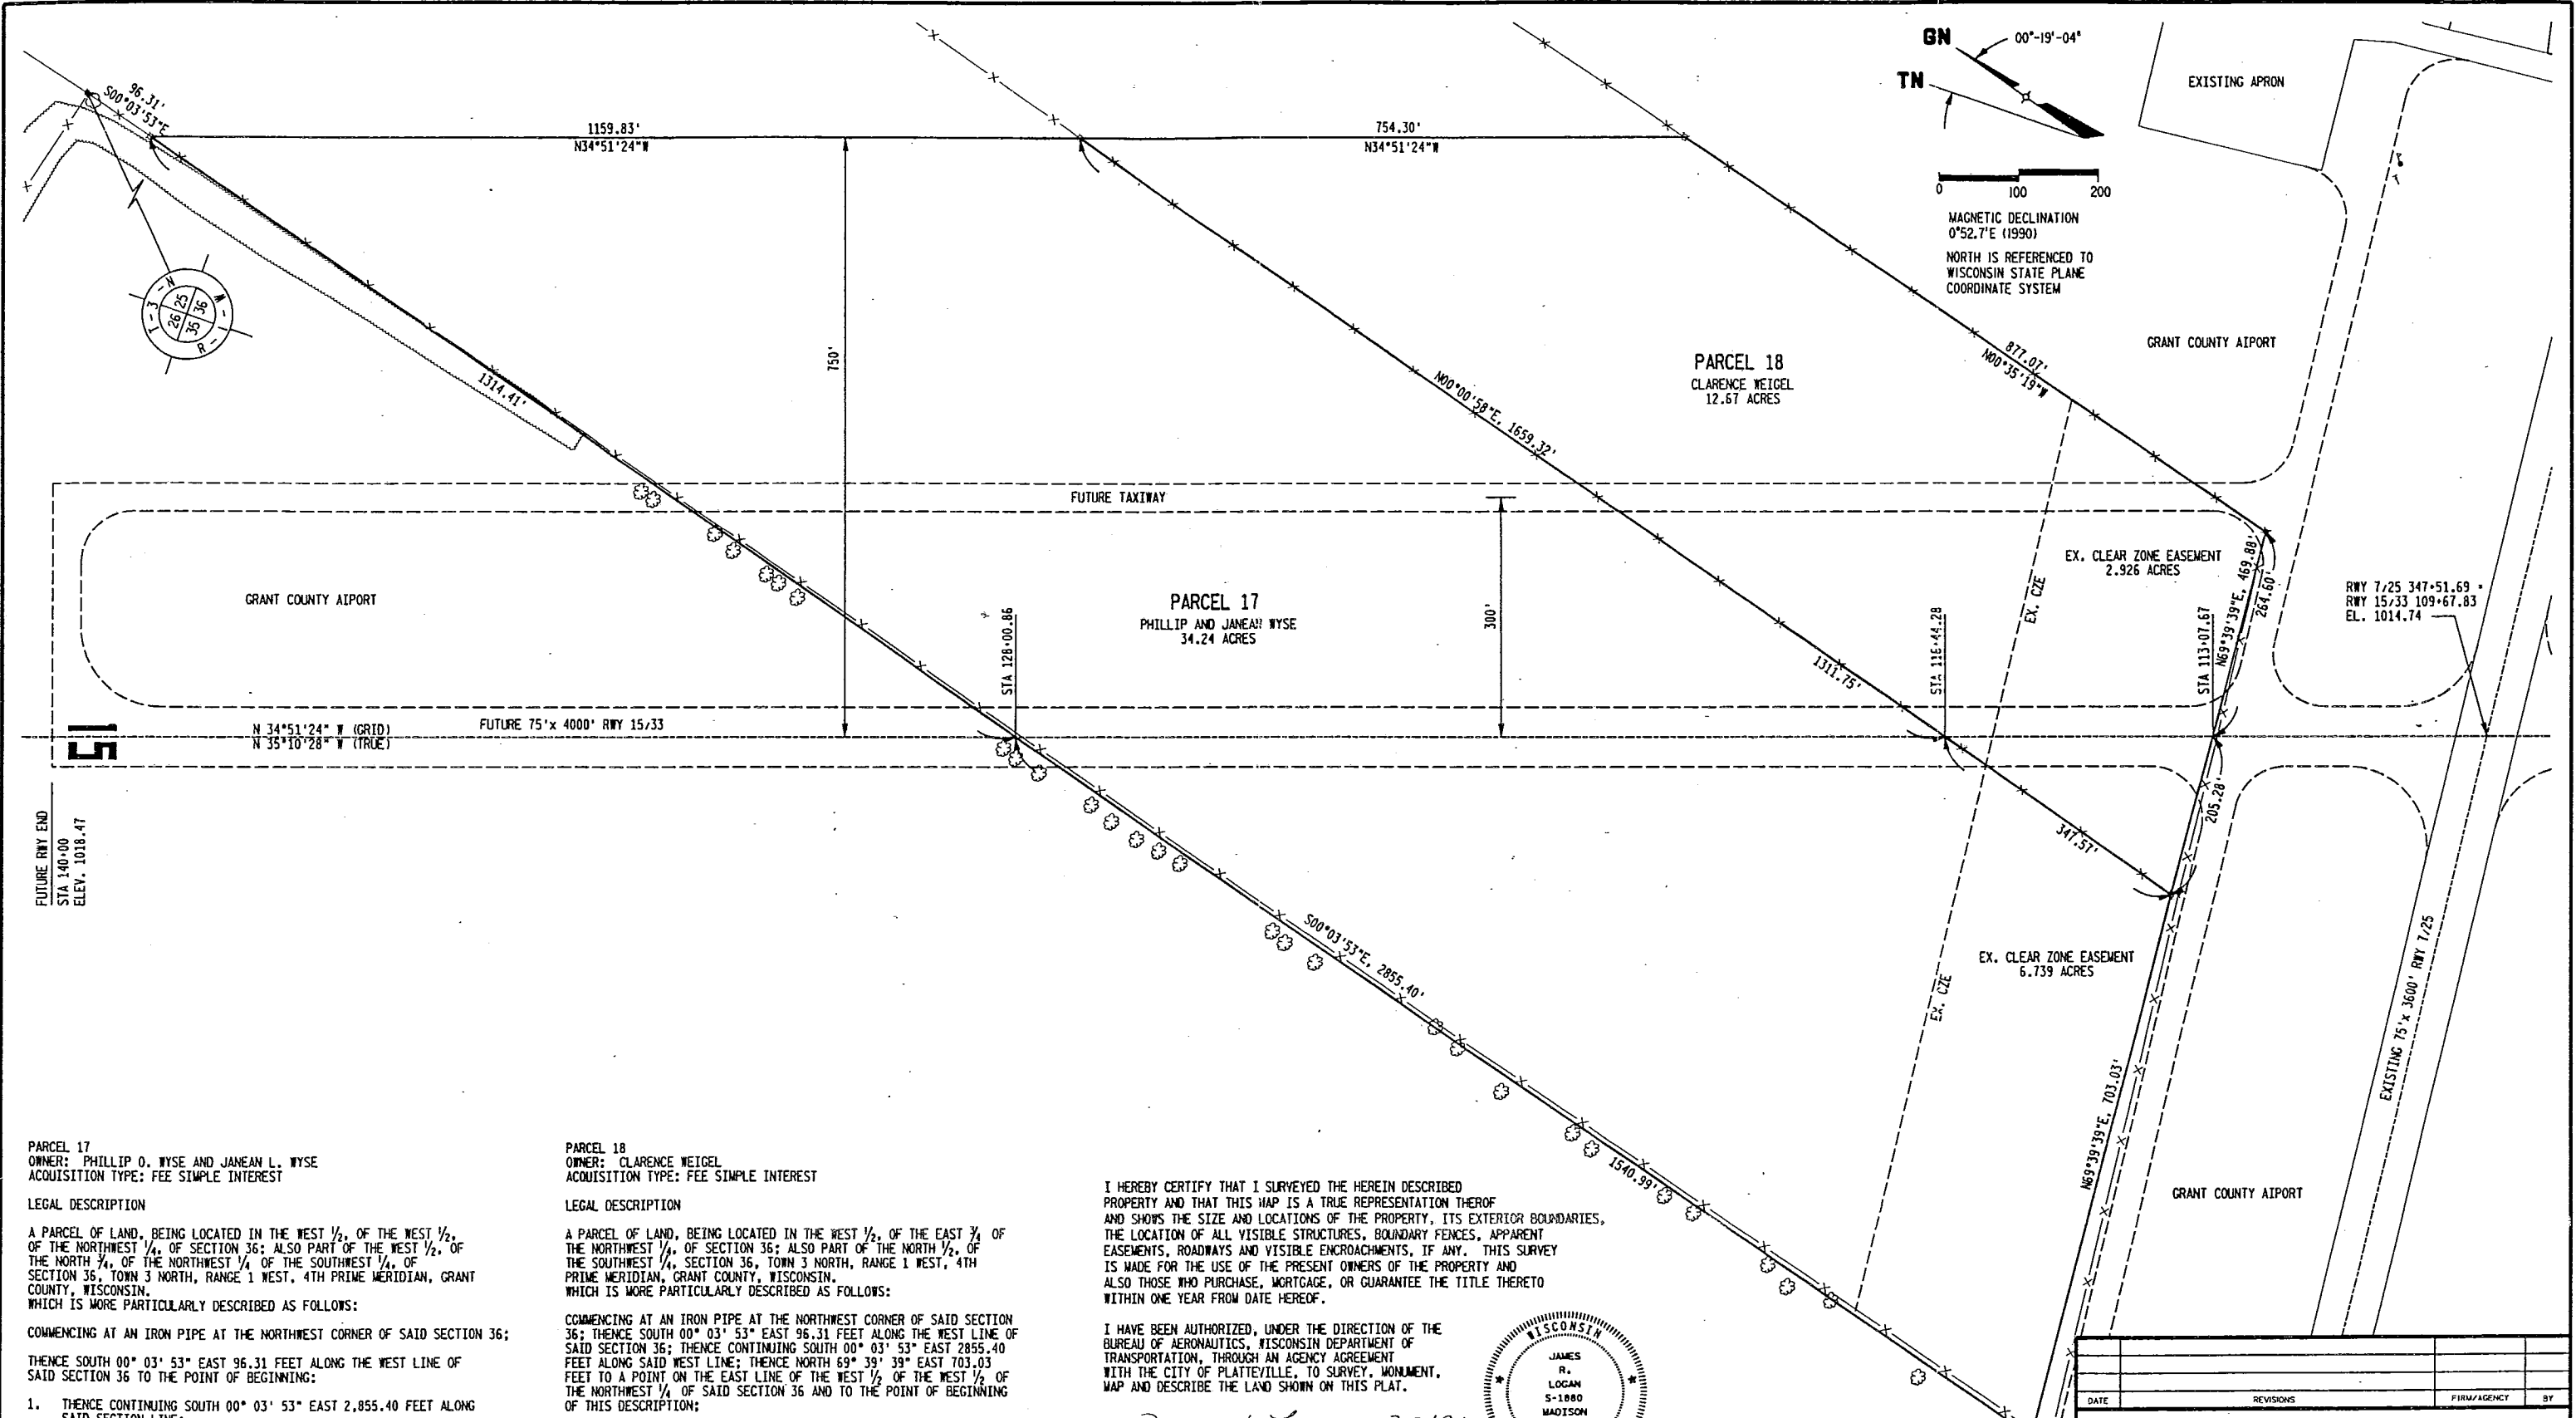 GN
00°-19'-04"
TN
EXISTING APRON
96.31'
S00°03'53"E
1159.83'
N34°51'24"W
754.30'
N34°51'24"W
0 100 200
MAGNETIC DECLINATION
0°52.7'E (1990)
NORTH IS REFERENCED TO
WISCONSIN STATE PLANE
COORDINATE SYSTEM
T-3-N
R-1-W
26 25
35 36
1314.41'
750'
PARCEL 18
CLARENCE WEIGEL
12.67 ACRES
877.07'
N00°35'19"W
GRANT COUNTY AIPORT
N00°00'58"E, 1659.32'
FUTURE TAXIWAY
GRANT COUNTY AIPORT
PARCEL 17
PHILLIP AND JANEAN WYSE
34.24 ACRES
300'
EX. CLEAR ZONE EASEMENT
2.926 ACRES
EX. CZE
N69°39'39"E, 469.88'
264.60'
RWY 7/25 347+51.69 =
RWY 15/33 109+67.83
EL. 1014.74
STA 128+00.86
1311.75'
STA 113+07.67
15
N 34°51'24" W (GRID)
N 35°10'28" W (TRUE)
FUTURE 75'x 4000' RWY 15/33
205.28'
347.57'
FUTURE RWY END
STA 140+00
ELEV. 1018.47
S00°03'53"E, 2855.40'
EX. CZE
EX. CLEAR ZONE EASEMENT
6.739 ACRES
EXISTING 75'x 3600' RWY 7/25
N69°39'39"E, 703.03'
1540.99'
GRANT COUNTY AIPORT
PARCEL 17
OWNER: PHILLIP O. WYSE AND JANEAN L. WYSE
ACQUISITION TYPE: FEE SIMPLE INTEREST
LEGAL DESCRIPTION
A PARCEL OF LAND, BEING LOCATED IN THE WEST 1/2, OF THE WEST 1/2,
OF THE NORTHWEST 1/4, OF SECTION 36; ALSO PART OF THE WEST 1/2, OF
THE NORTH 3/4, OF THE NORTHWEST 1/4 OF THE SOUTHWEST 1/4, OF
SECTION 36, TOWN 3 NORTH, RANGE 1 WEST, 4TH PRIME MERIDIAN, GRANT
COUNTY, WISCONSIN.
WHICH IS MORE PARTICULARLY DESCRIBED AS FOLLOWS:
COMMENCING AT AN IRON PIPE AT THE NORTHWEST CORNER OF SAID SECTION 36;
THENCE SOUTH 00° 03' 53" EAST 96.31 FEET ALONG THE WEST LINE OF
SAID SECTION 36 TO THE POINT OF BEGINNING:
1. THENCE CONTINUING SOUTH 00° 03' 53" EAST 2,855.40 FEET ALONG
SAID SECTION LINE;
PARCEL 18
OWNER: CLARENCE WEIGEL
ACQUISITION TYPE: FEE SIMPLE INTEREST
LEGAL DESCRIPTION
A PARCEL OF LAND, BEING LOCATED IN THE WEST 1/2, OF THE EAST 3/4 OF
THE NORTHWEST 1/4, OF SECTION 36; ALSO PART OF THE NORTH 1/2, OF
THE SOUTHWEST 1/4, SECTION 36, TOWN 3 NORTH, RANGE 1 WEST, 4TH
PRIME MERIDIAN, GRANT COUNTY, WISCONSIN.
WHICH IS MORE PARTICULARLY DESCRIBED AS FOLLOWS:
COMMENCING AT AN IRON PIPE AT THE NORTHWEST CORNER OF SAID SECTION
36; THENCE SOUTH 00° 03' 53" EAST 96.31 FEET ALONG THE WEST LINE OF
SAID SECTION 36; THENCE CONTINUING SOUTH 00° 03' 53" EAST 2855.40
FEET ALONG SAID WEST LINE; THENCE NORTH 69° 39' 39" EAST 703.03
FEET TO A POINT ON THE EAST LINE OF THE WEST 1/2 OF THE WEST 1/2 OF
THE NORTHWEST 1/4 OF SAID SECTION 36 AND TO THE POINT OF BEGINNING
OF THIS DESCRIPTION;
I HEREBY CERTIFY THAT I SURVEYED THE HEREIN DESCRIBED
PROPERTY AND THAT THIS MAP IS A TRUE REPRESENTATION THEROF
AND SHOWS THE SIZE AND LOCATIONS OF THE PROPERTY, ITS EXTERIOR BOUNDARIES,
THE LOCATION OF ALL VISIBLE STRUCTURES, BOUNDARY FENCES, APPARENT
EASEMENTS, ROADWAYS AND VISIBLE ENCROACHMENTS, IF ANY. THIS SURVEY
IS MADE FOR THE USE OF THE PRESENT OWNERS OF THE PROPERTY AND
ALSO THOSE WHO PURCHASE, MORTGAGE, OR GUARANTEE THE TITLE THERETO
WITHIN ONE YEAR FROM DATE HEREOF.
I HAVE BEEN AUTHORIZED, UNDER THE DIRECTION OF THE
BUREAU OF AERONAUTICS, WISCONSIN DEPARTMENT OF
TRANSPORTATION, THROUGH AN AGENCY AGREEMENT
WITH THE CITY OF PLATTEVILLE, TO SURVEY, MONUMENT,
MAP AND DESCRIBE THE LAND SHOWN ON THIS PLAT.
WISCONSIN
JAMES
R.
LOGAN
S-1880
MADISON
DATE REVISIONS FIRM/AGENCY BY